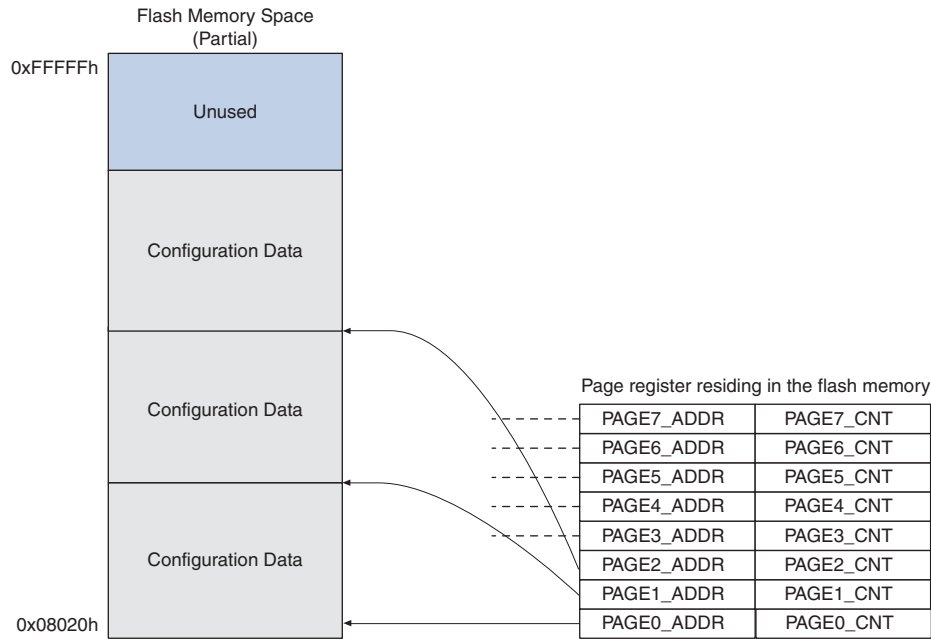 Flash Memory Space
(Partial)
0xFFFFFh
Unused
Configuration Data
Configuration Data
Configuration Data
0x08020h
Page register residing in the flash memory
PAGE7_ADDR PAGE7_CNT
PAGE6_ADDR PAGE6_CNT
PAGE5_ADDR PAGE5_CNT
PAGE4_ADDR PAGE4_CNT
PAGE3_ADDR PAGE3_CNT
PAGE2_ADDR PAGE2_CNT
PAGE1_ADDR PAGE1_CNT
PAGE0_ADDR PAGE0_CNT